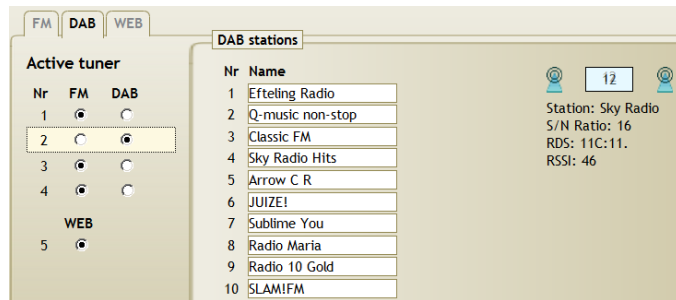 FM DAB WEB
Active tuner
Nr FM DAB
1
2
3
4
WEB
5
DAB stations
Nr Name
1 Efteling Radio
2 Q-music non-stop
3 Classic FM
4 Sky Radio Hits
5 Arrow C R
6 JUIZE!
7 Sublime You
8 Radio Maria
9 Radio 10 Gold
10 SLAM!FM
12
Station: Sky Radio
S/N Ratio: 16
RDS: 11C:11.
RSSI: 46